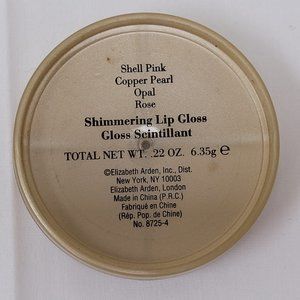 Shell Pink
Copper Pearl
Opal
Rose
Shimmering Lip Gloss
Gloss Scintillant
TOTAL NET WT. .22 OZ. 6.35g ℮
©Elizabeth Arden, Inc., Dist.
New York, NY 10003
Elizabeth Arden, London
Made in China (P.R.C.)
Fabriqué en Chine
(Rép. Pop. de Chine)
No. 8725-4